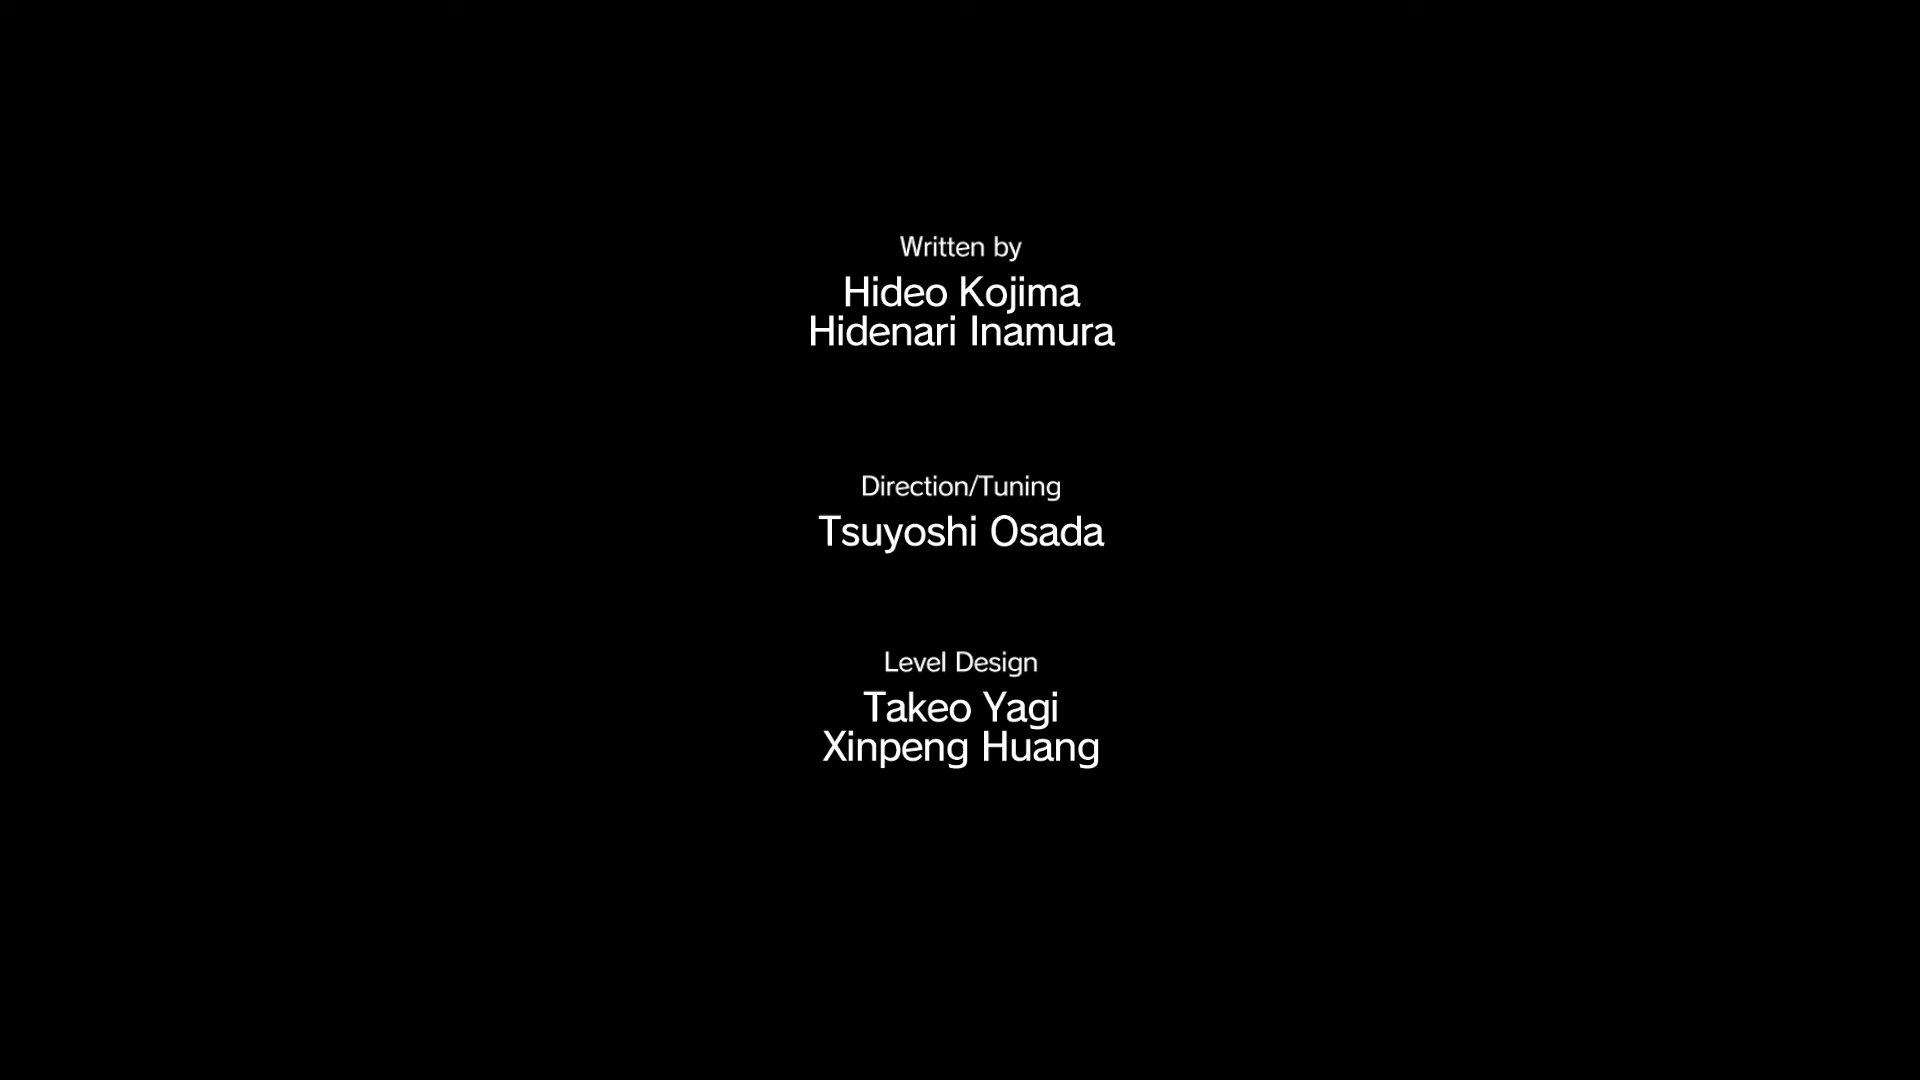 Written by
Hideo Kojima
Hidenari Inamura
Direction/Tuning
Tsuyoshi Osada
Level Design
Takeo Yagi
Xinpeng Huang